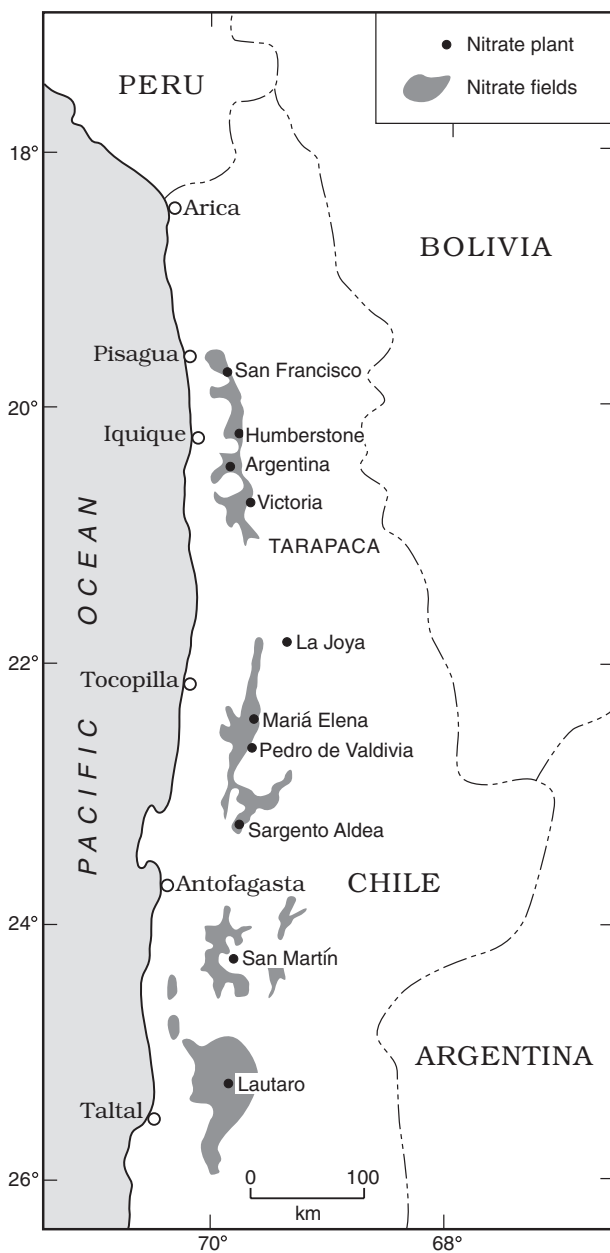 Nitrate plant
Nitrate fields
PERU
18°
Arica
BOLIVIA
Pisagua
San Francisco
20°
Iquique
Humberstone
Argentina
Victoria
TARAPACA
PACIFIC OCEAN
La Joya
22°
Tocopilla
Mariá Elena
Pedro de Valdivia
Sargento Aldea
Antofagasta
CHILE
24°
San Martín
ARGENTINA
Lautaro
Taltal
0 100
km
26°
70° 68°